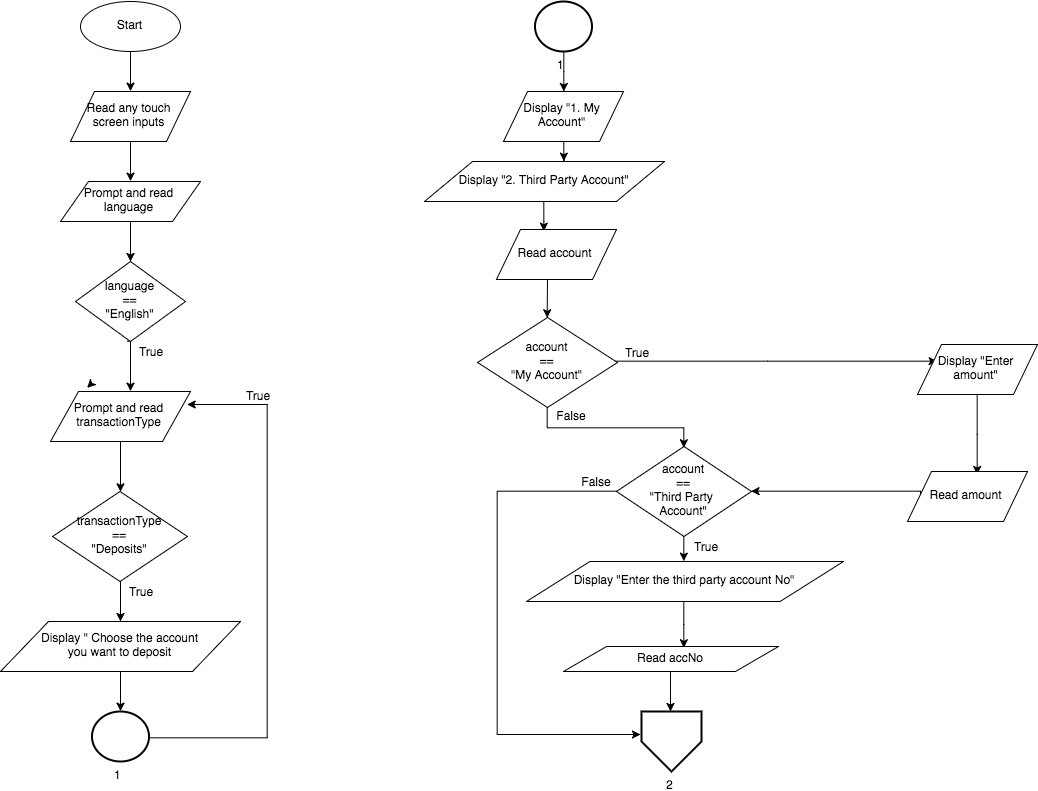 Start
Read any touch
screen inputs
Prompt and read
language
language
==
"English"
True
Prompt and read
transactionType
True
transactionType
==
"Deposits"
True
Display " Choose the account
you want to deposit
1
1
Display "1. My
Account"
Display "2. Third Party Account"
Read account
account
==
"My Account"
True
Display "Enter
amount"
False
Read amount
account
==
"Third Party
Account"
False
True
Display "Enter the third party account No"
Read accNo
2